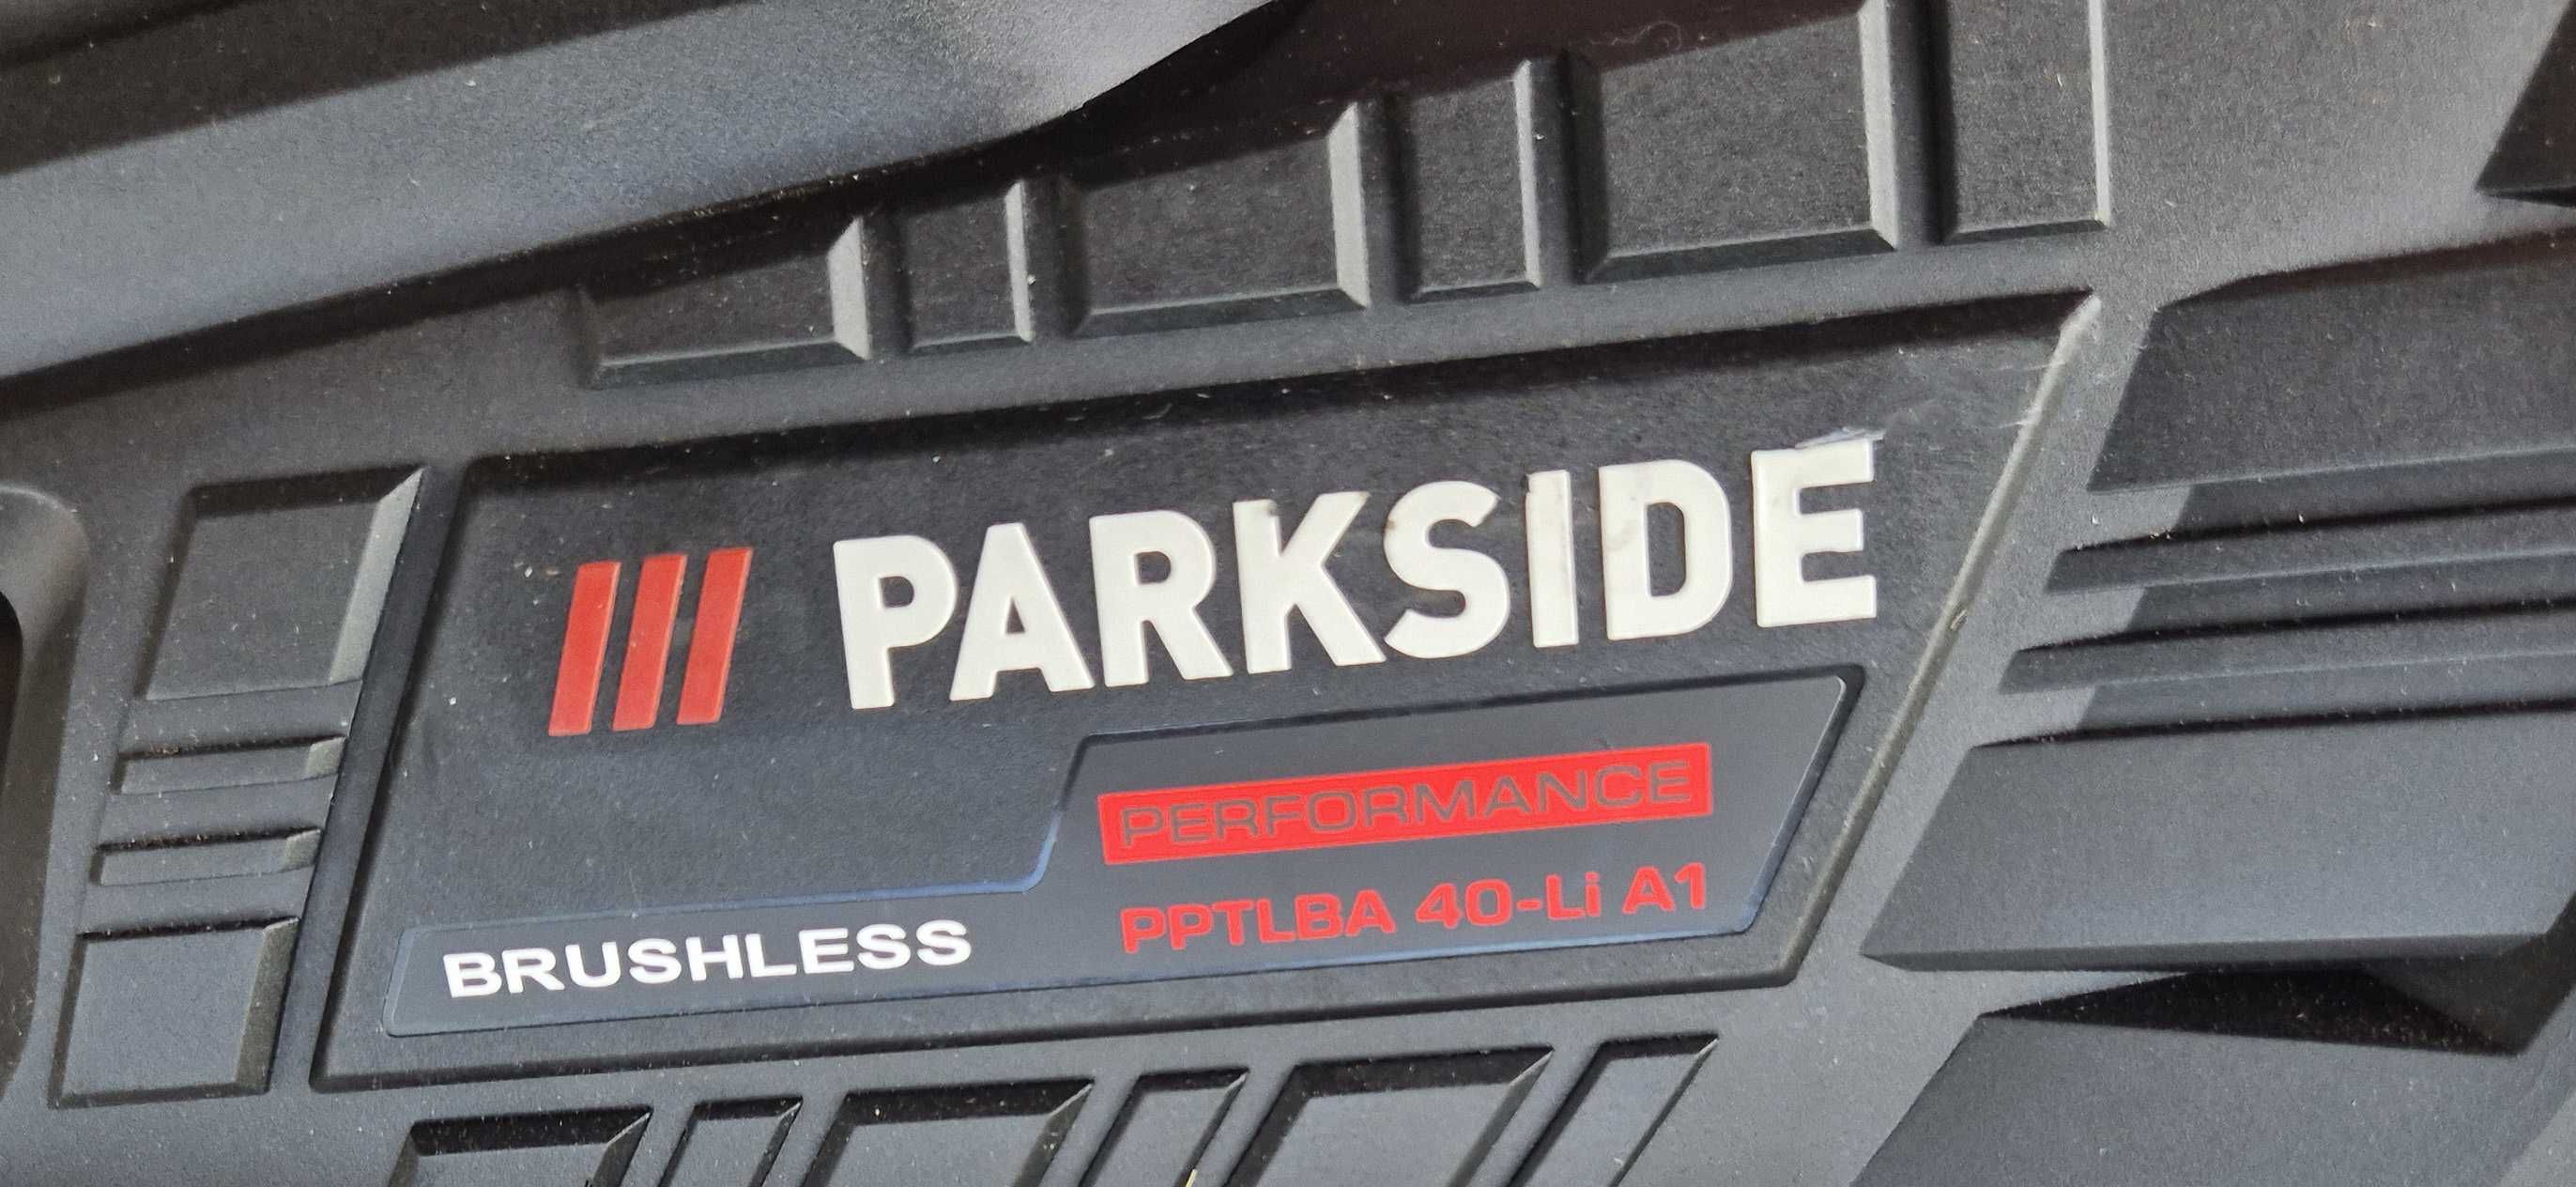 PARKSIDE
PERFORMANCE
BRUSHLESS PPTLBA 40-Li A1